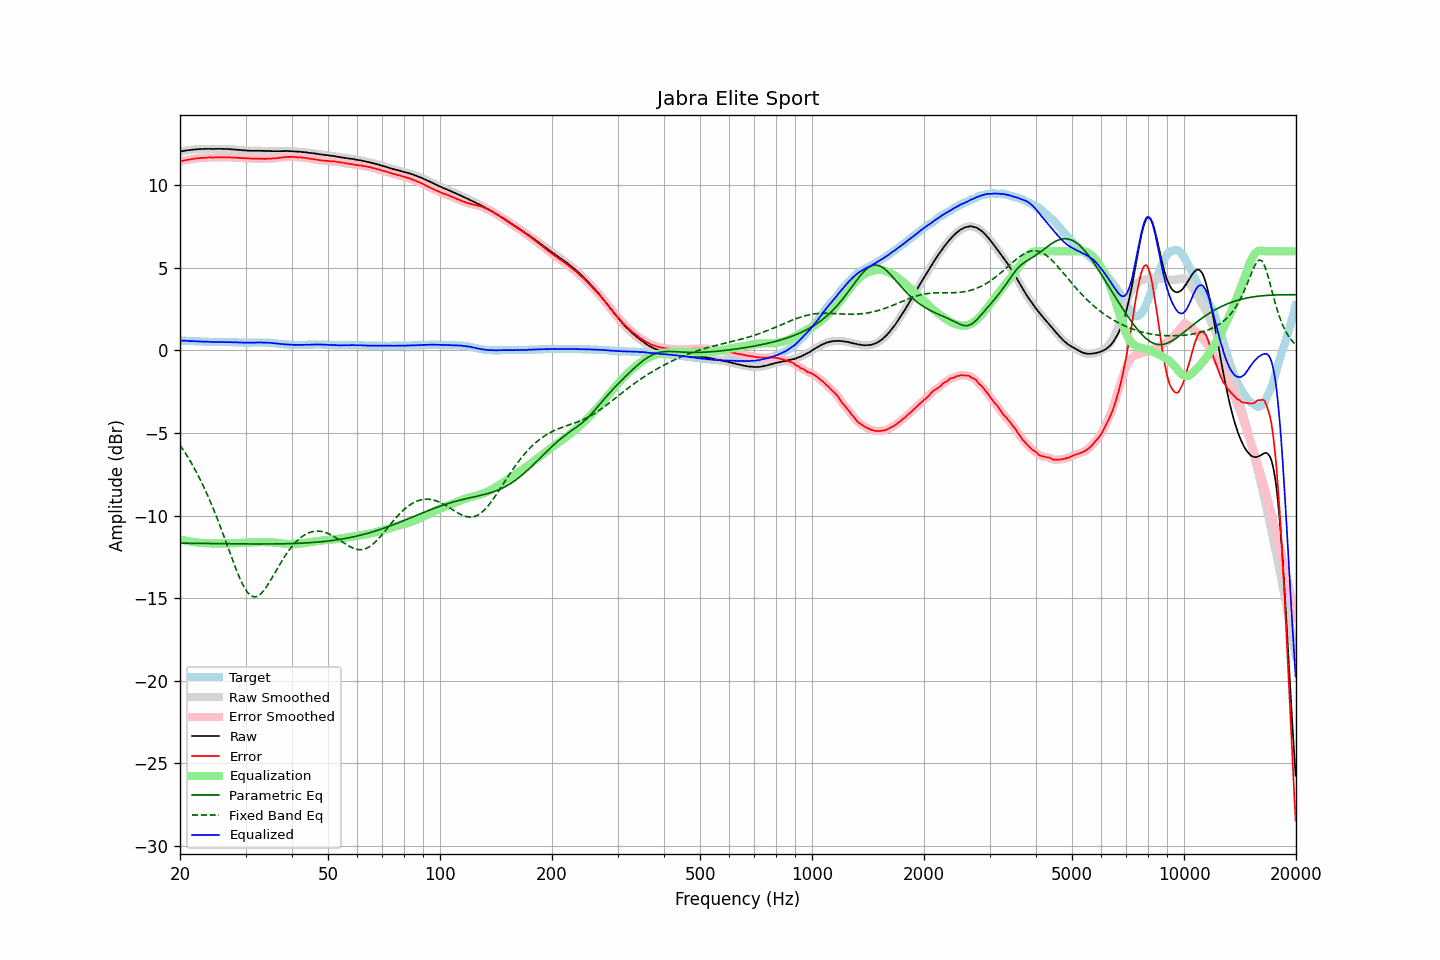 Jabra Elite Sport
Amplitude (dBr)
10
5
0
−5
−10
−15
−20
−25
−30
Target
Raw Smoothed
Error Smoothed
Raw
Error
Equalization
Parametric Eq
Fixed Band Eq
Equalized
20 50 100 200 500 1000 2000 5000 10000 20000
Frequency (Hz)